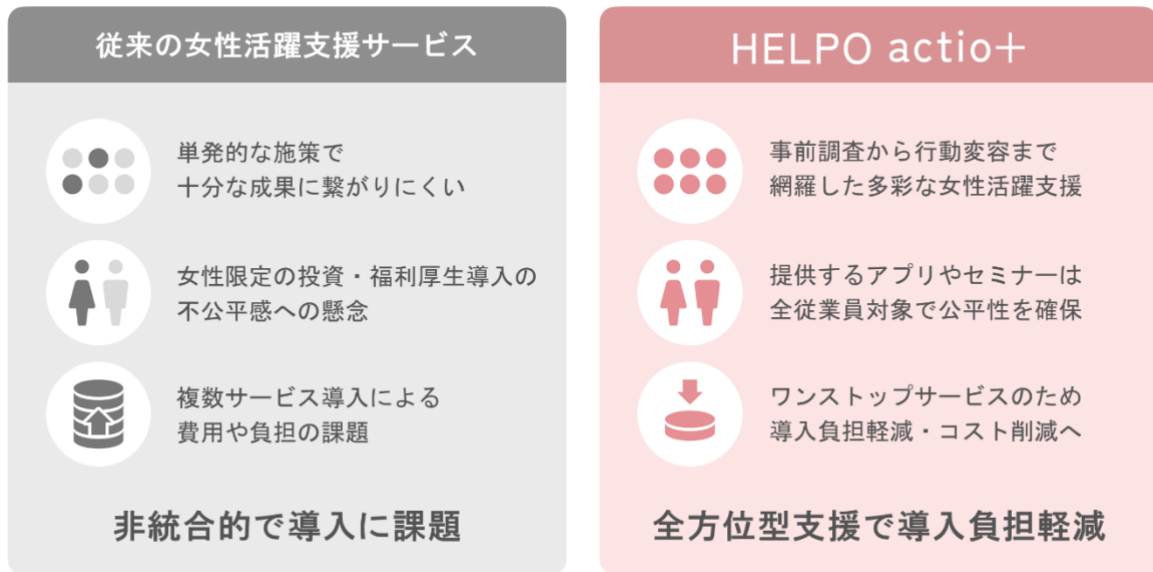 従来の女性活躍支援サービス
単発的な施策で
十分な成果に繋がりにくい
女性限定の投資・福利厚生導入の
不公平感への懸念
複数サービス導入による
費用や負担の課題
非統合的で導入に課題
HELPO actio+
事前調査から行動変容まで
網羅した多彩な女性活躍支援
提供するアプリやセミナーは
全従業員対象で公平性を確保
ワンストップサービスのため
導入負担軽減・コスト削減へ
全方位型支援で導入負担軽減